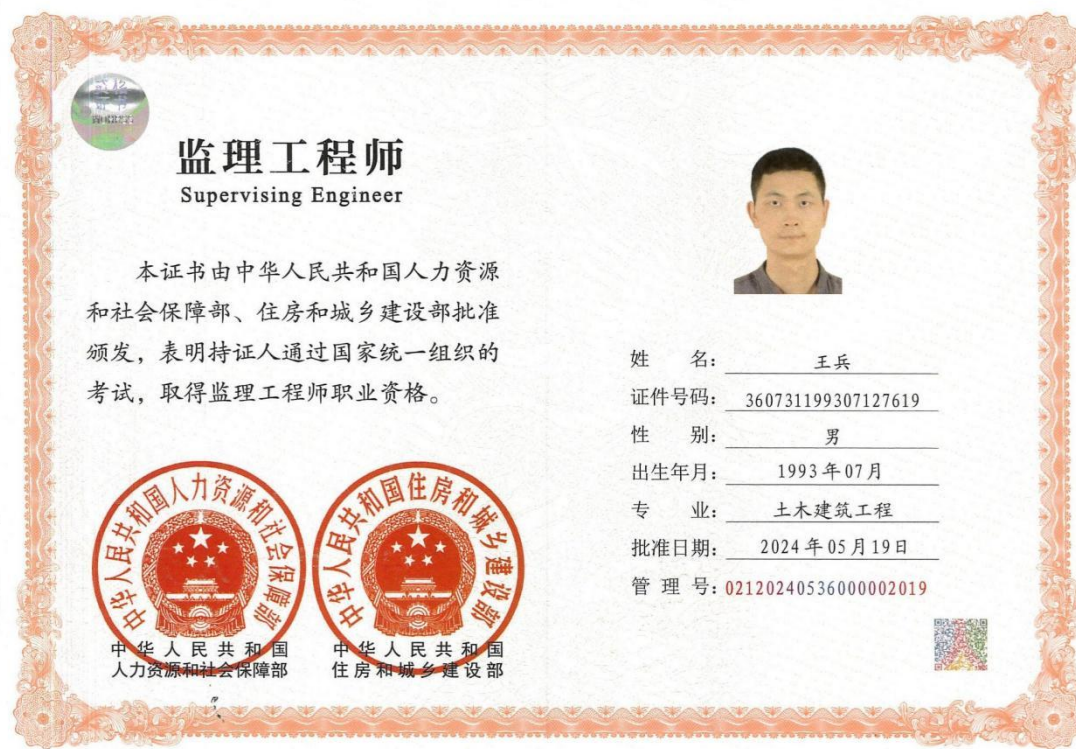 监理工程师
Supervising Engineer
本证书由中华人民共和国人力资源
和社会保障部、住房和城乡建设部批准
颁发，表明持证人通过国家统一组织的
考试，取得监理工程师职业资格。
中华人民共和国人力资源和社会保障部
中华人民共和国
人力资源和社会保障部
中华人民共和国住房和城乡建设部
中华人民共和国
住房和城乡建设部
姓 名： 王兵
证件号码： 360731199307127619
性 别： 男
出生年月： 1993年07月
专 业： 土木建筑工程
批准日期： 2024年05月19日
管 理 号： 02120240536000002019